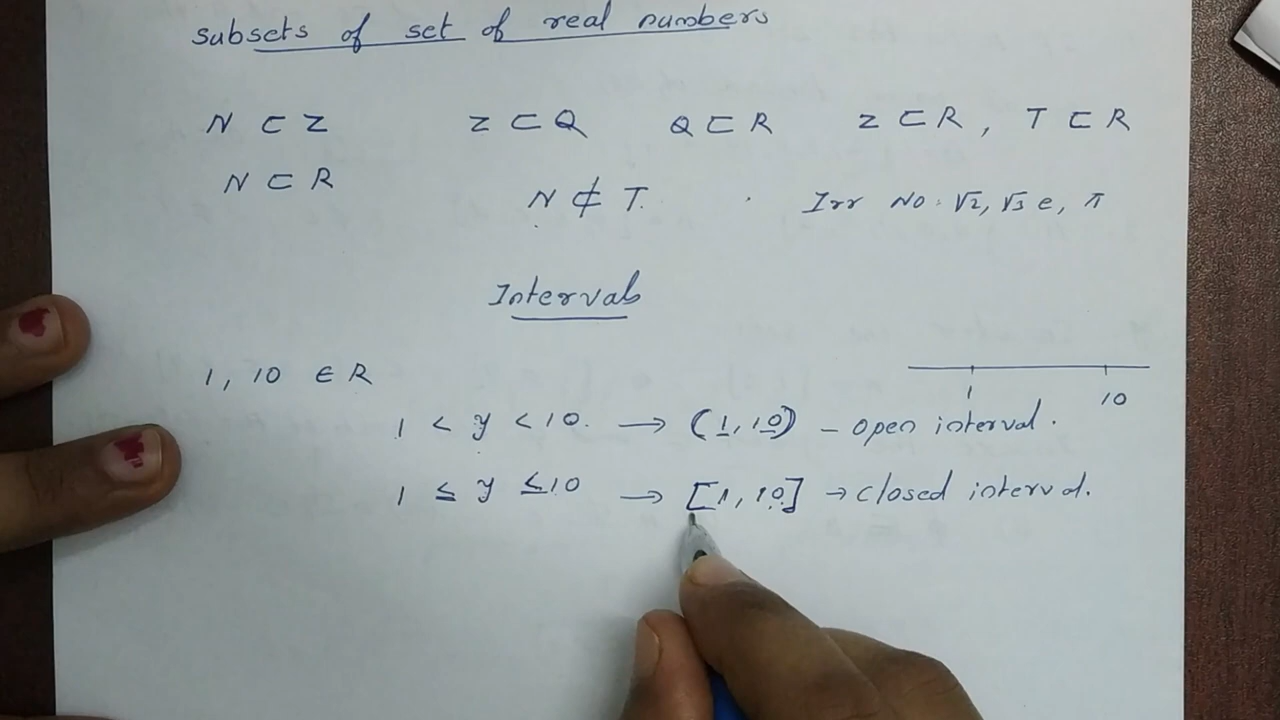 subsets of set of real numbers
N ⊂ Z Z ⊂ Q Q ⊂ R Z ⊂ R, T ⊂ R
N ⊂ R N ⊄ T. Irr No: √2, √3 e, π
Intervals
1, 10 ∈ R
1 10
1 < y < 10. → (1, 10) – open interval.
1 ≤ y ≤ 10 → [1, 10] → closed interval.